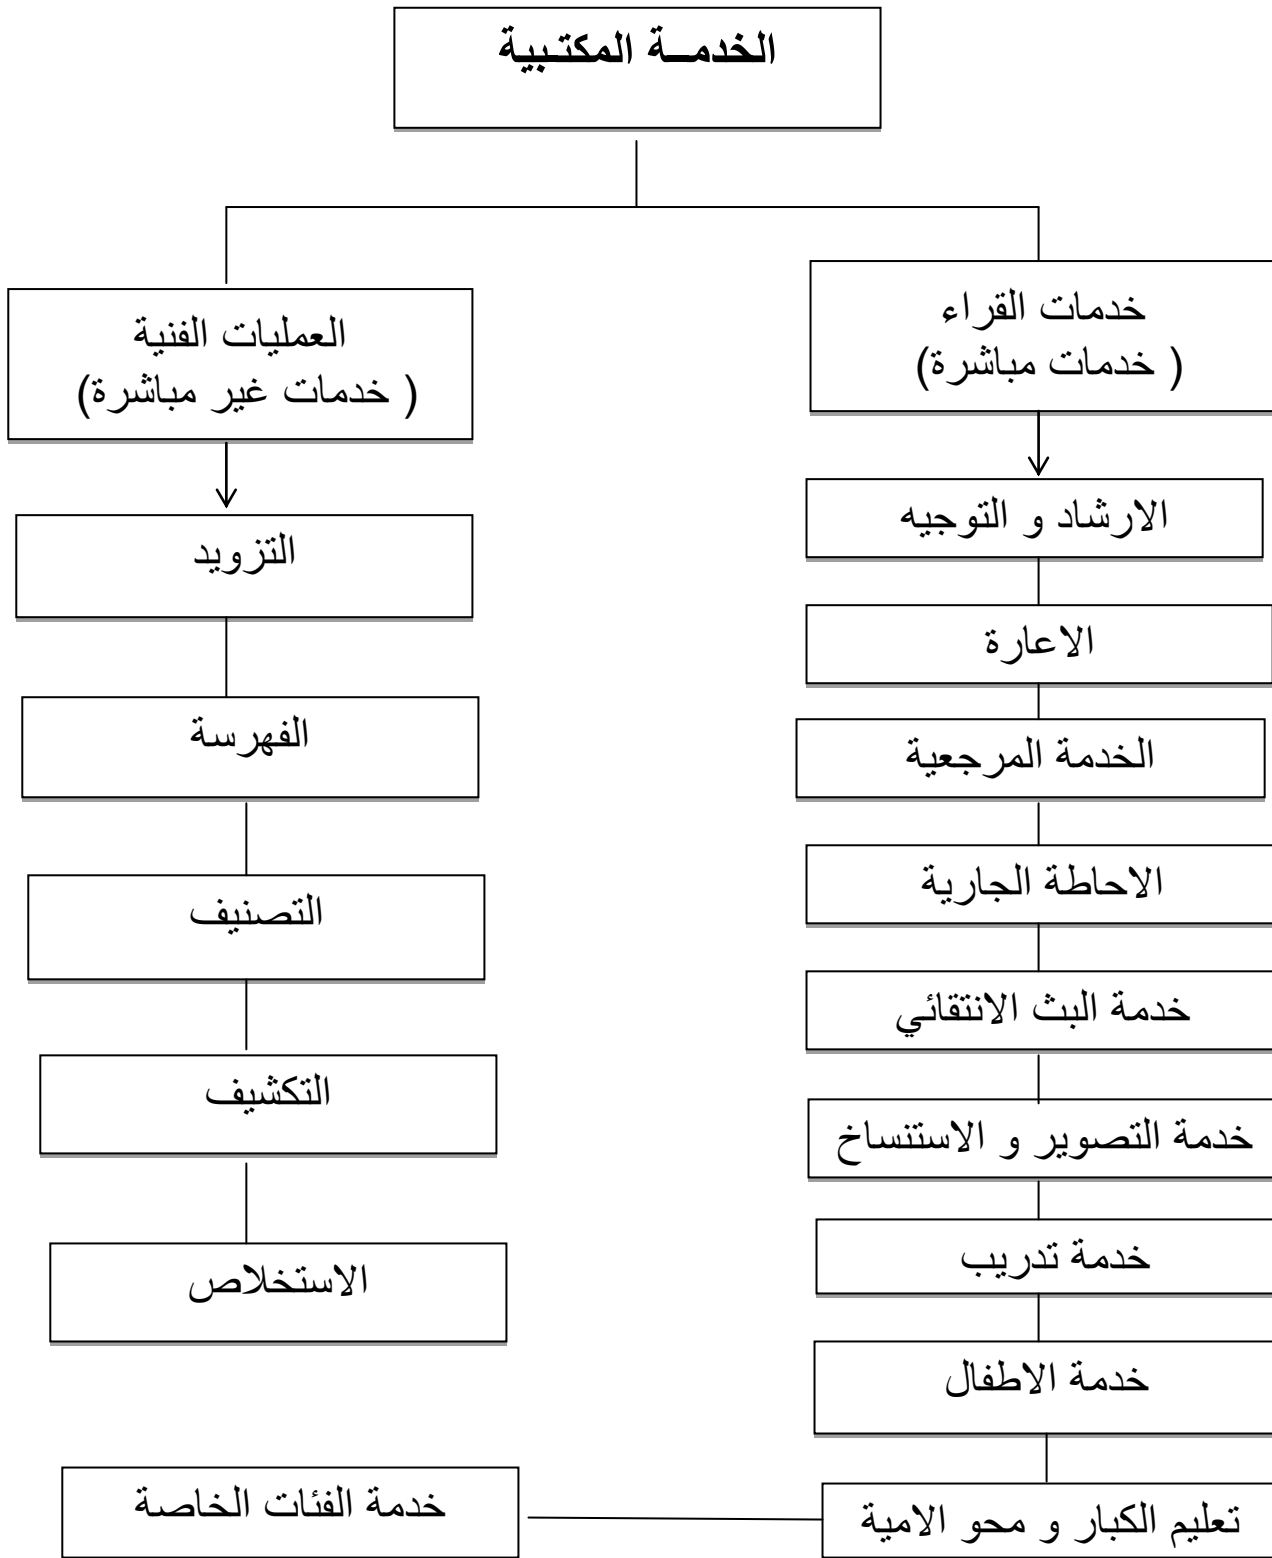 الخدمــة المكتـبية
خدمات القراء
( خدمات مباشرة)
الارشاد و التوجيه
الاعارة
الخدمة المرجعية
الاحاطة الجارية
خدمة البث الانتقائي
خدمة التصوير و الاستنساخ
خدمة تدريب
خدمة الاطفال
تعليم الكبار و محو الامية
خدمة الفئات الخاصة
العمليات الفنية
( خدمات غير مباشرة)
التزويد
الفهرسة
التصنيف
التكشيف
الاستخلاص